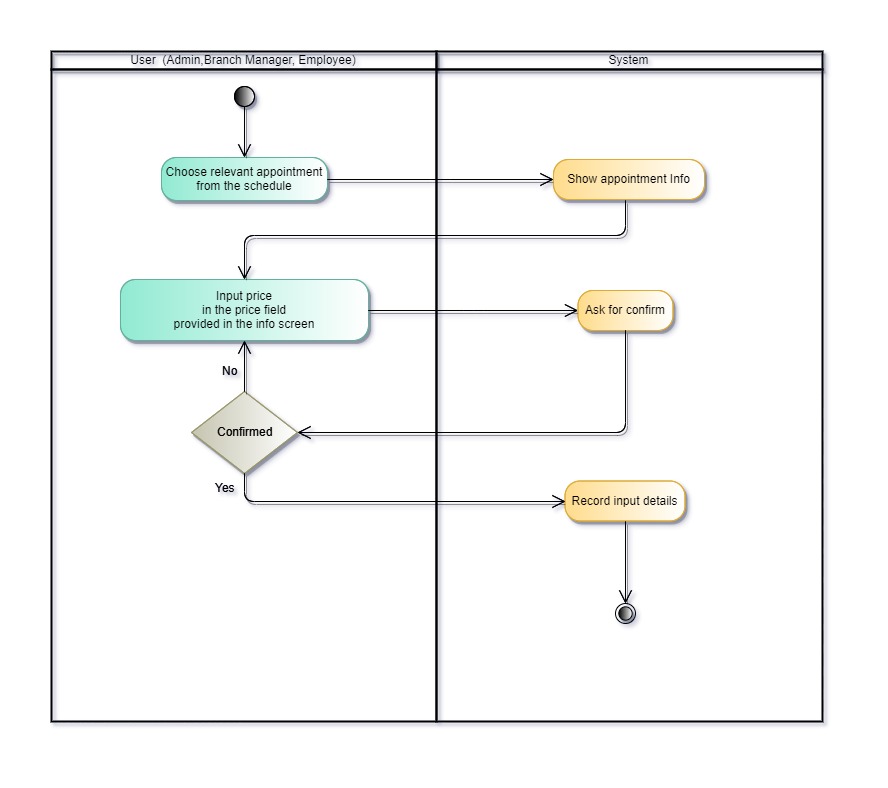 User  (Admin,Branch Manager, Employee)
System
Choose relevant appointment
from the schedule
Show appointment Info
Input price
in the price field
provided in the info screen
Ask for confirm
No
Confirmed
Yes
Record input details